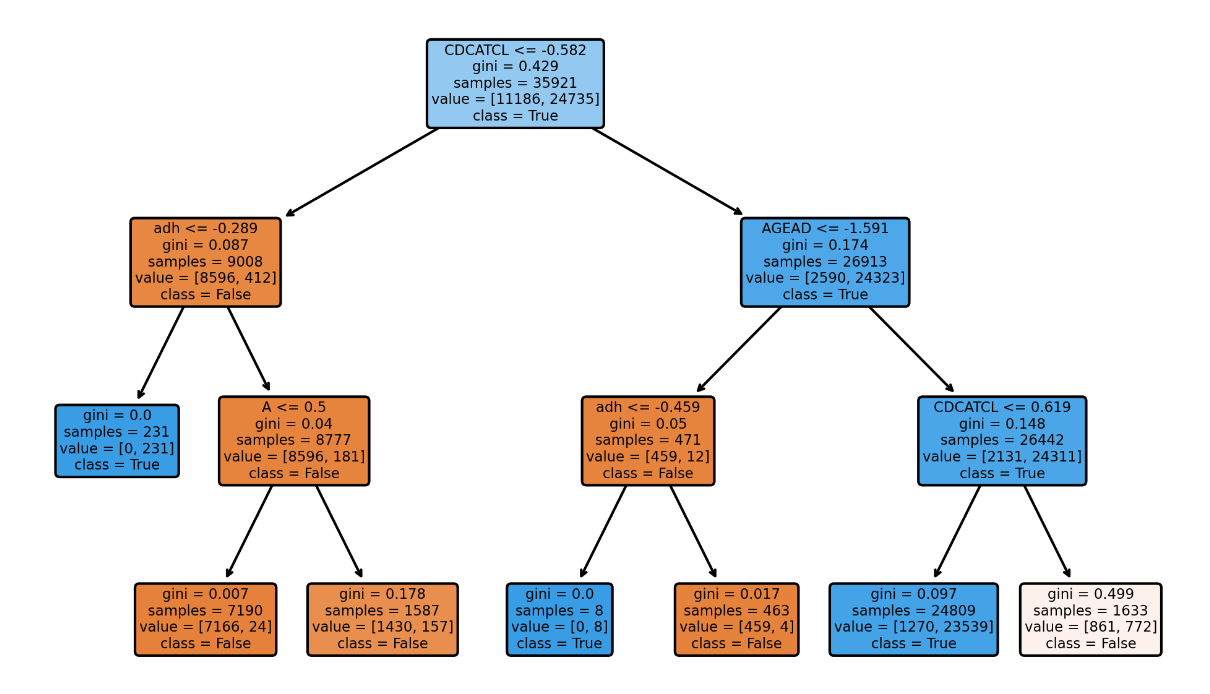 CDCATCL <= -0.582
gini = 0.429
samples = 35921
value = [11186, 24735]
class = True
adh <= -0.289
gini = 0.087
samples = 9008
value = [8596, 412]
class = False
AGEAD <= -1.591
gini = 0.174
samples = 26913
value = [2590, 24323]
class = True
gini = 0.0
samples = 231
value = [0, 231]
class = True
A <= 0.5
gini = 0.04
samples = 8777
value = [8596, 181]
class = False
adh <= -0.459
gini = 0.05
samples = 471
value = [459, 12]
class = False
CDCATCL <= 0.619
gini = 0.148
samples = 26442
value = [2131, 24311]
class = True
gini = 0.007
samples = 7190
value = [7166, 24]
class = False
gini = 0.178
samples = 1587
value = [1430, 157]
class = False
gini = 0.0
samples = 8
value = [0, 8]
class = True
gini = 0.017
samples = 463
value = [459, 4]
class = False
gini = 0.097
samples = 24809
value = [1270, 23539]
class = True
gini = 0.499
samples = 1633
value = [861, 772]
class = False